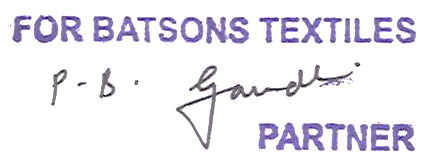 FOR BATSONS TEXTILES
P-B. Gandhi
PARTNER